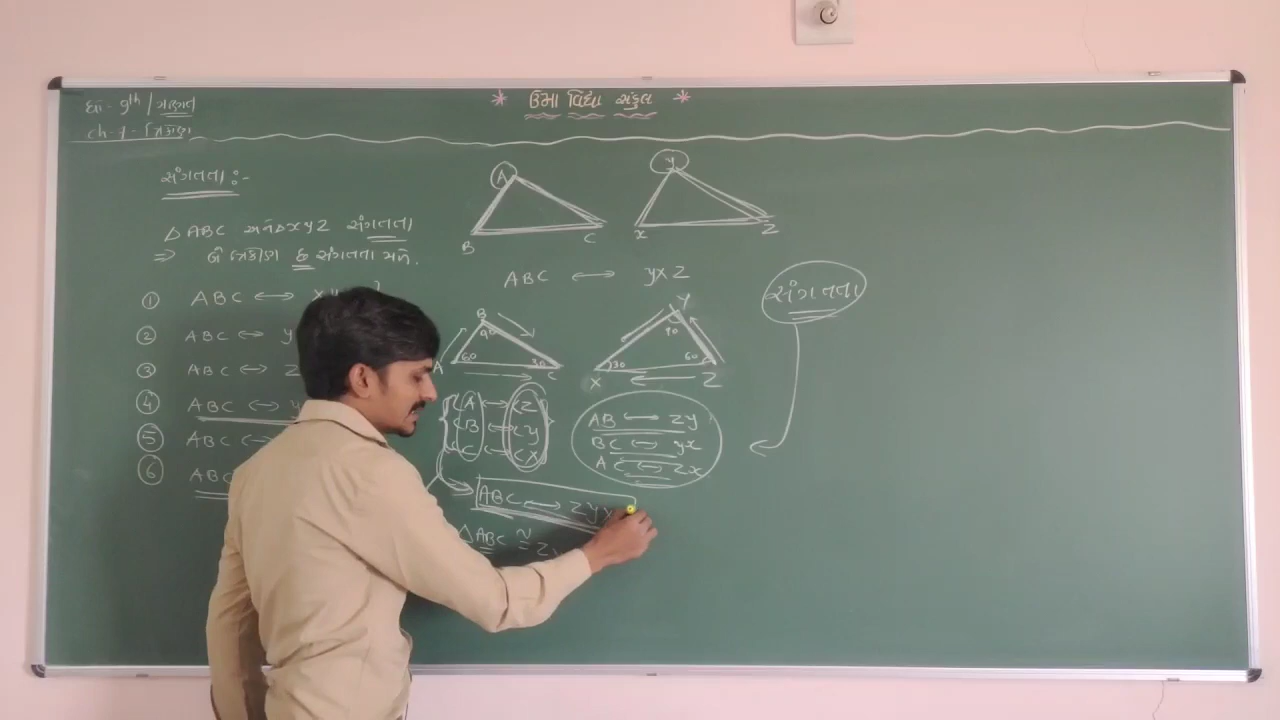 ધો - 9th / ગણિત
ch-7 - ત્રિકોણ
* ઉમા વિદ્યા સંકુલ *
સંગતતા :-
△ ABC અને △ XYZ સંગતતા
⇒ બે ત્રિકોણ છ સંગતતા મળે.
① ABC ↔
② ABC ↔ Y
③ ABC ↔ Z
④ ABC ↔ Y
⑤ ABC ↔
⑥ ABC
A
B C
Y
X Z
ABC ↔ YXZ
સંગતતા
B
90
A 60 30 C
Y
90
X 30 60 Z
∠A ↔ ∠Z
∠B ↔ ∠Y
∠C ↔ ∠X
AB ↔ ZY
BC ↔ YX
AC ↔ ZX
ABC ↔ ZYX
△ABC ≅ ZY